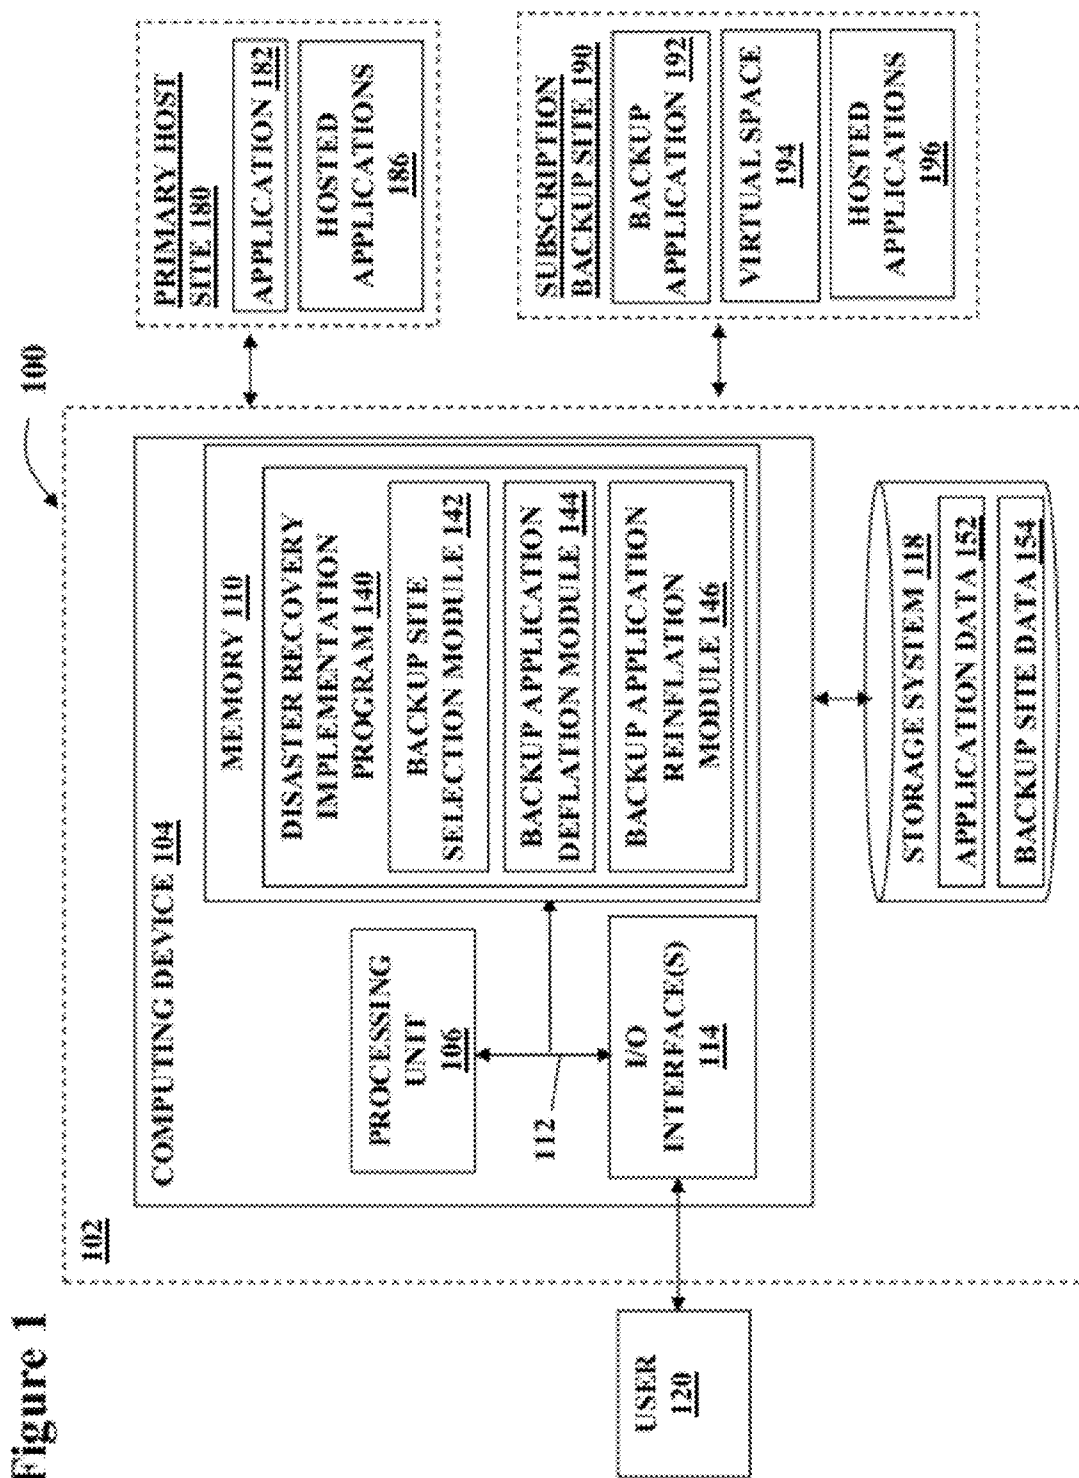 Figure 1
100
102
COMPUTING DEVICE 104
PROCESSING
UNIT
106
112
I/O
INTERFACE(S)
114
USER
120
MEMORY 110
DISASTER RECOVERY
IMPLEMENTATION
PROGRAM 140
BACKUP SITE
SELECTION MODULE 142
BACKUP APPLICATION
DEFLATION MODULE 144
BACKUP APPLICATION
REINFLATION
MODULE 146
STORAGE SYSTEM 118
APPLICATION DATA 152
BACKUP SITE DATA 154
PRIMARY HOST
SITE 180
APPLICATION 182
HOSTED
APPLICATIONS
186
SUBSCRIPTION
BACKUP SITE 190
BACKUP
APPLICATION 192
VIRTUAL SPACE
194
HOSTED
APPLICATIONS
196